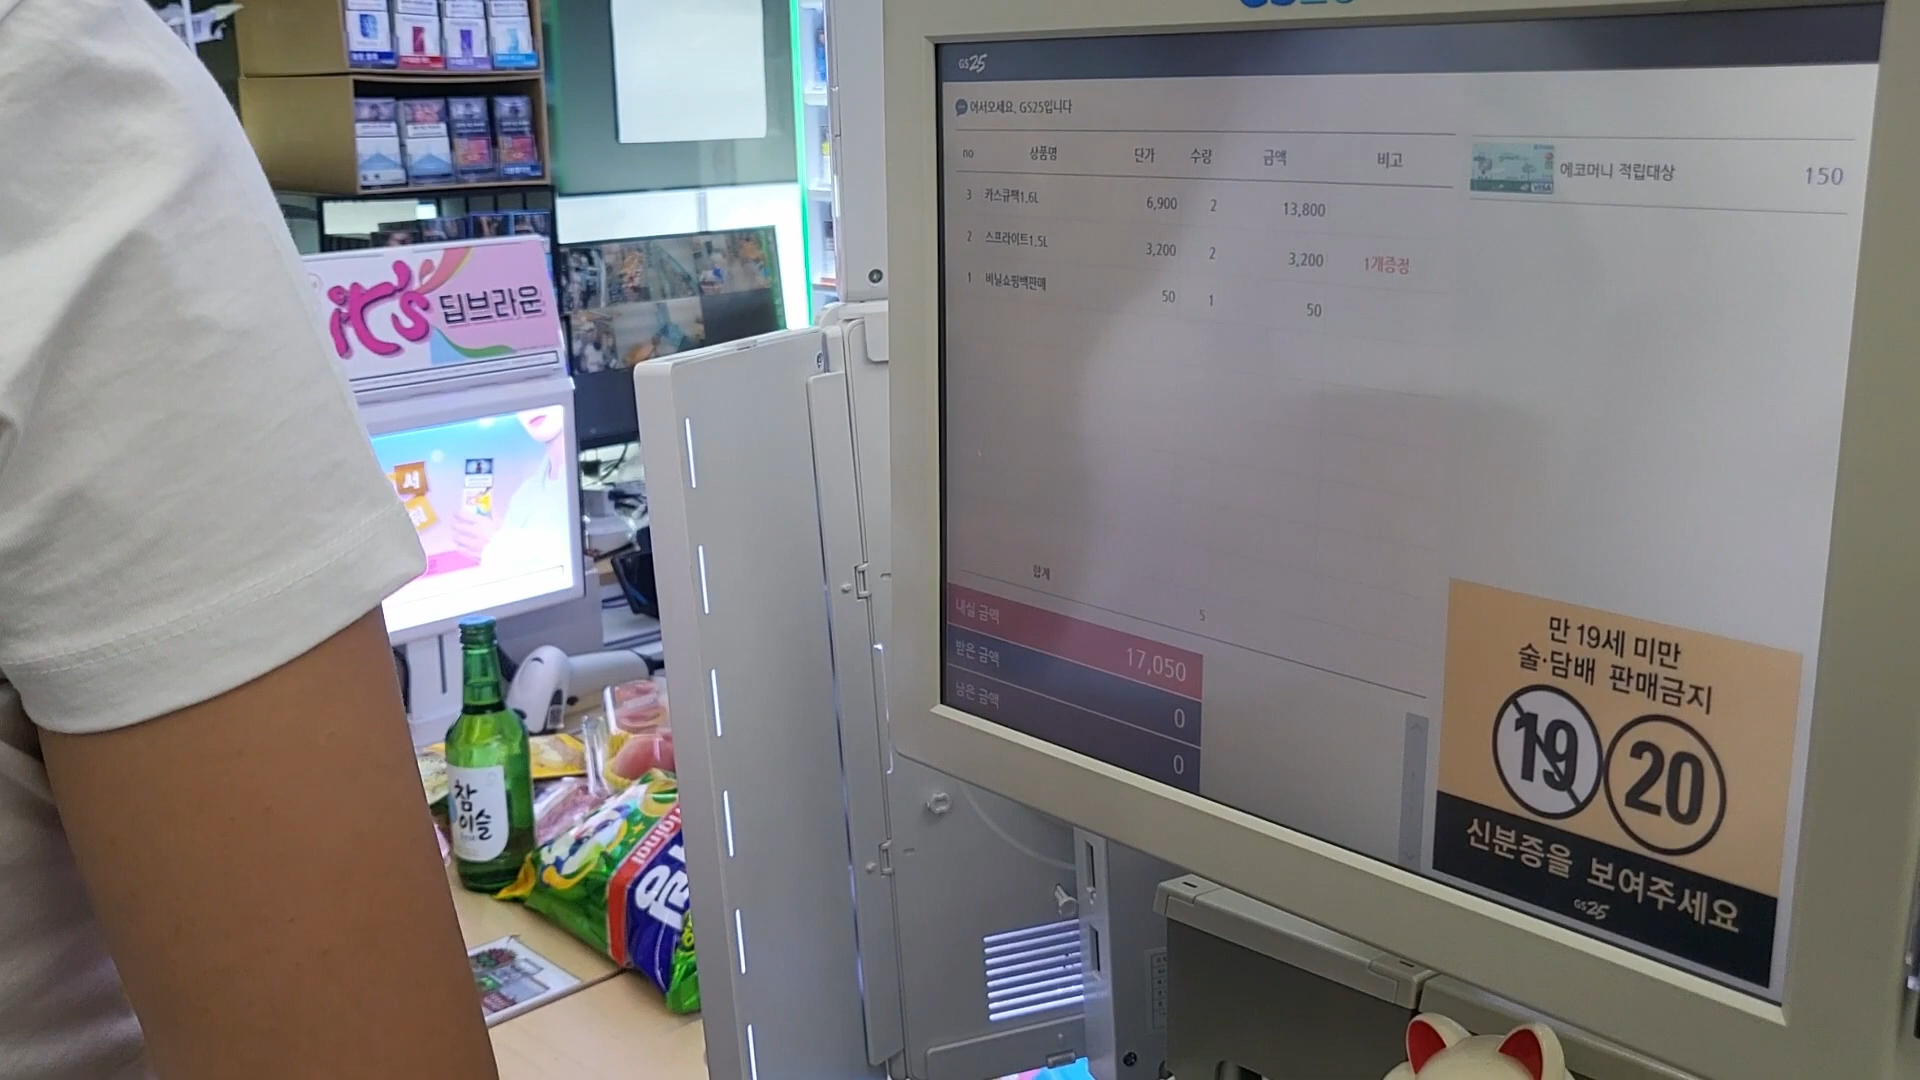 GS25
어서오세요. GS25입니다
no 상품명 단가 수량 금액 비고
3 카스큐팩1.6L 6,900 2 13,800
2 스프라이트1.5L 3,200 2 3,200 1개증정
1 비닐쇼핑백판매 50 1 50
합계 5
내실 금액 17,050
받은 금액 0
남은 금액 0
에코머니 적립대상 150
VISA
만 19세 미만
술·담배 판매금지
19 20
신분증을 보여주세요
GS25
it's 딥브라운
참
이슬
Original